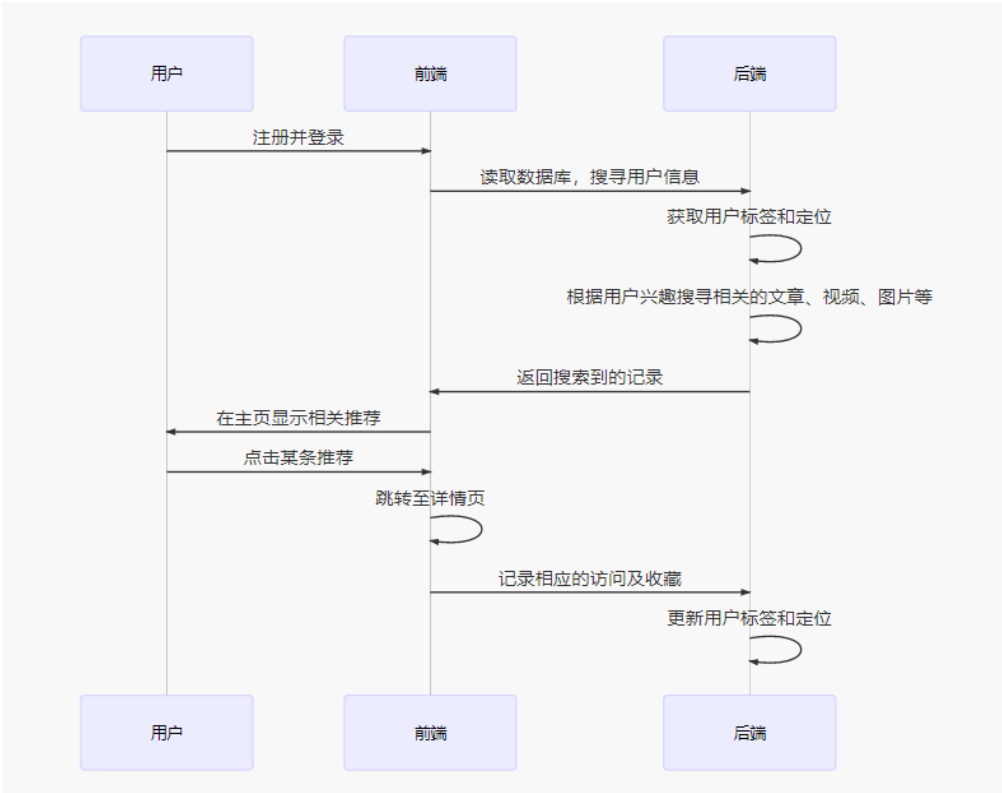 用户
前端
后端
注册并登录
读取数据库，搜寻用户信息
获取用户标签和定位
根据用户兴趣搜寻相关的文章、视频、图片等
返回搜索到的记录
在主页显示相关推荐
点击某条推荐
跳转至详情页
记录相应的访问及收藏
更新用户标签和定位
用户
前端
后端